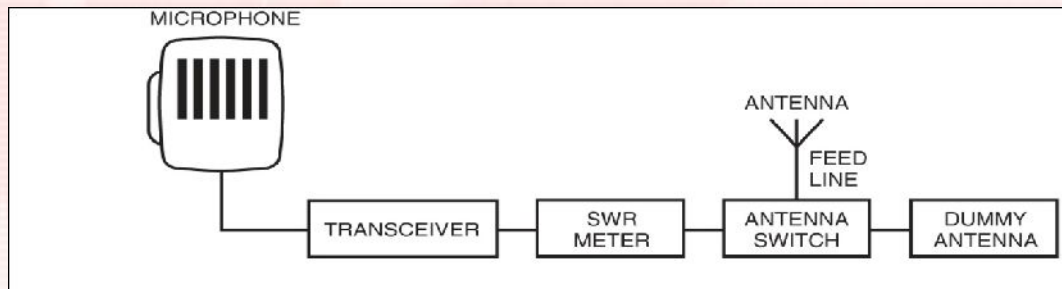 MICROPHONE
ANTENNA
FEED
LINE
TRANSCEIVER
SWR
METER
ANTENNA
SWITCH
DUMMY
ANTENNA